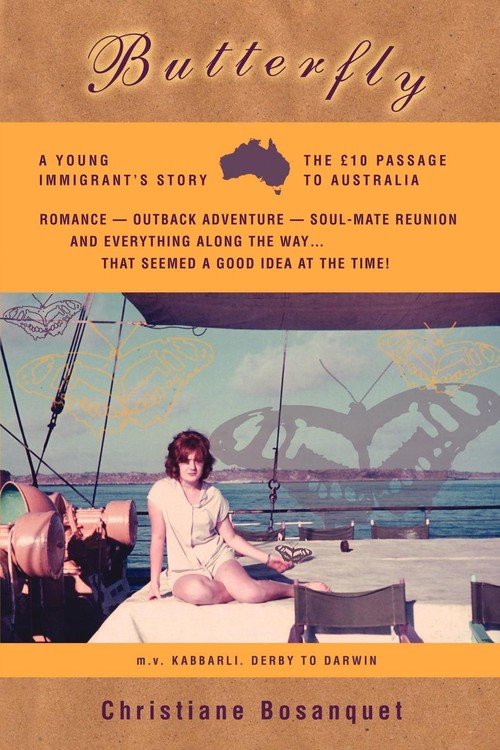 Butterfly
A YOUNG
IMMIGRANT'S STORY
THE £10 PASSAGE
TO AUSTRALIA
ROMANCE — OUTBACK ADVENTURE — SOUL-MATE REUNION
AND EVERYTHING ALONG THE WAY...
THAT SEEMED A GOOD IDEA AT THE TIME!
m.v. KABBARLI. DERBY TO DARWIN
Christiane Bosanquet